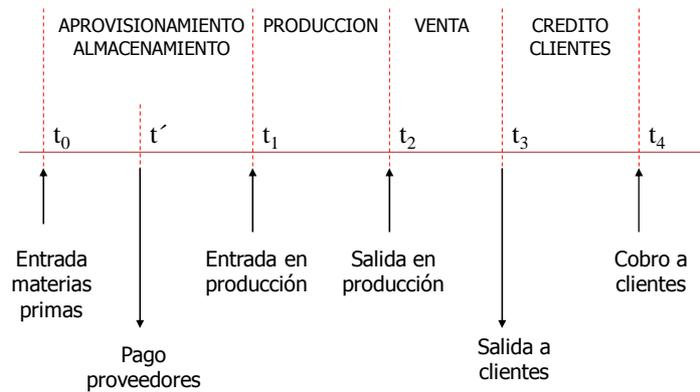 APROVISIONAMIENTO
ALMACENAMIENTO
PRODUCCION
VENTA
CREDITO
CLIENTES
t0
t´
t1
t2
t3
t4
Entrada
materias
primas
Pago
proveedores
Entrada en
producción
Salida en
producción
Salida a
clientes
Cobro a
clientes